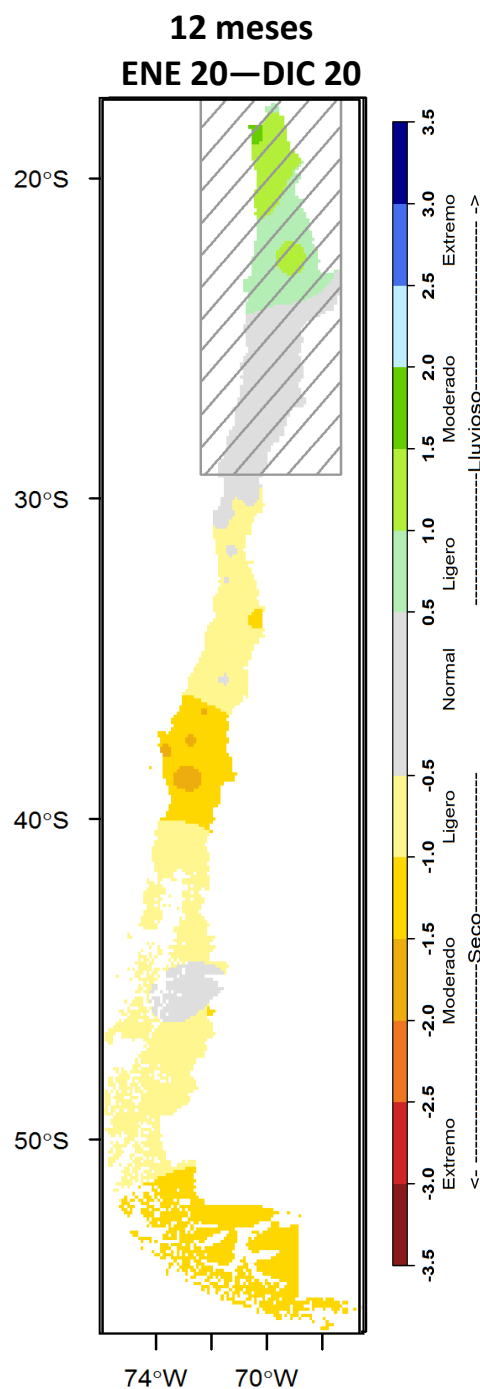 12 meses
ENE 20—DIC 20
20°S
30°S
40°S
50°S
74°W
70°W
3.5
3.0
2.5
2.0
1.5
1.0
0.5
-0.5
-1.0
-1.5
-2.0
-2.5
-3.0
-3.5
Extremo
Moderado
Ligero
Normal
Ligero
Moderado
Extremo
<- -----------------Seco-----------------
-----------------Lluvioso----------------->